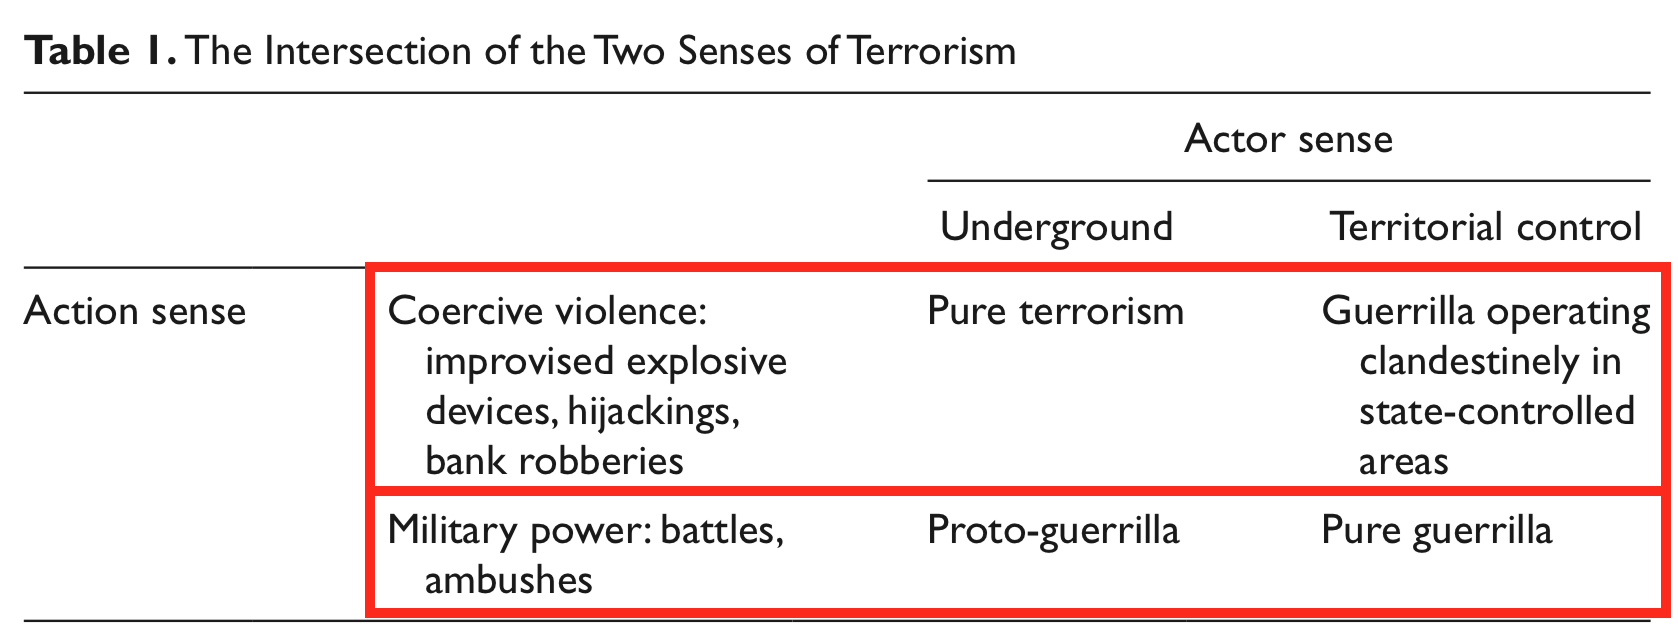 Table 1. The Intersection of the Two Senses of Terrorism
Actor sense
Underground Territorial control
Action sense Coercive violence: Pure terrorism Guerrilla operating
improvised explosive clandestinely in
devices, hijackings, state-controlled
bank robberies areas
Military power: battles, Proto-guerrilla Pure guerrilla
ambushes